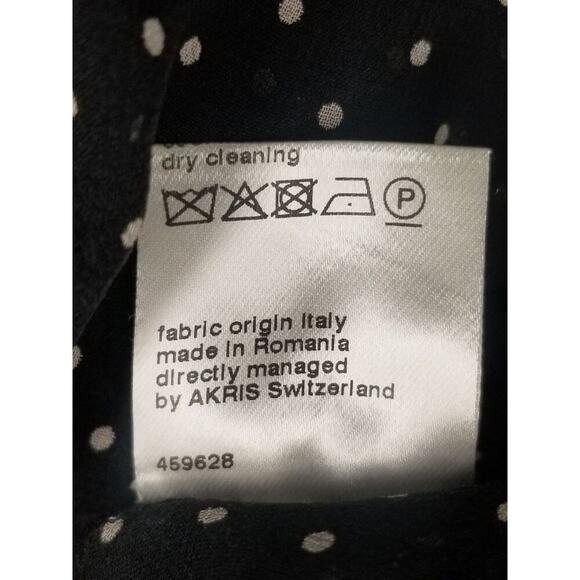 dry cleaning
P
fabric origin Italy
made in Romania
directly managed
by AKRIS Switzerland
459628